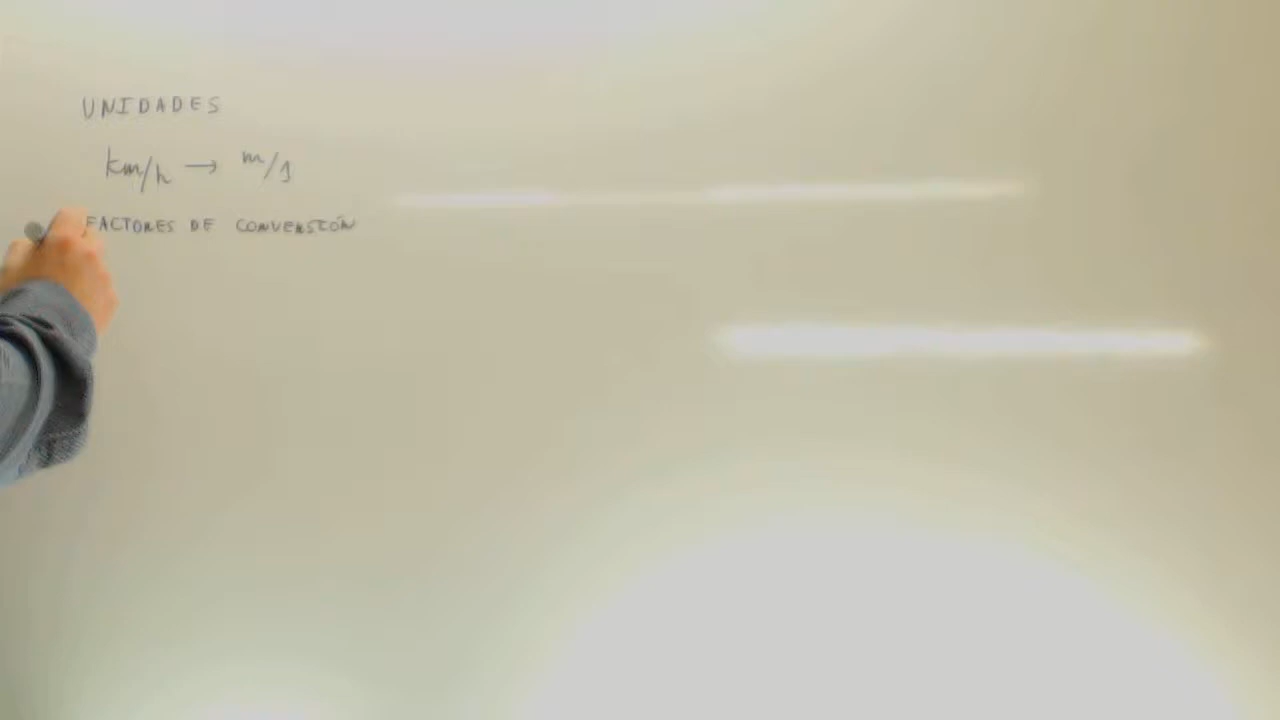 UNIDADES
km/h → m/s
FACTORES DE CONVERSIÓN